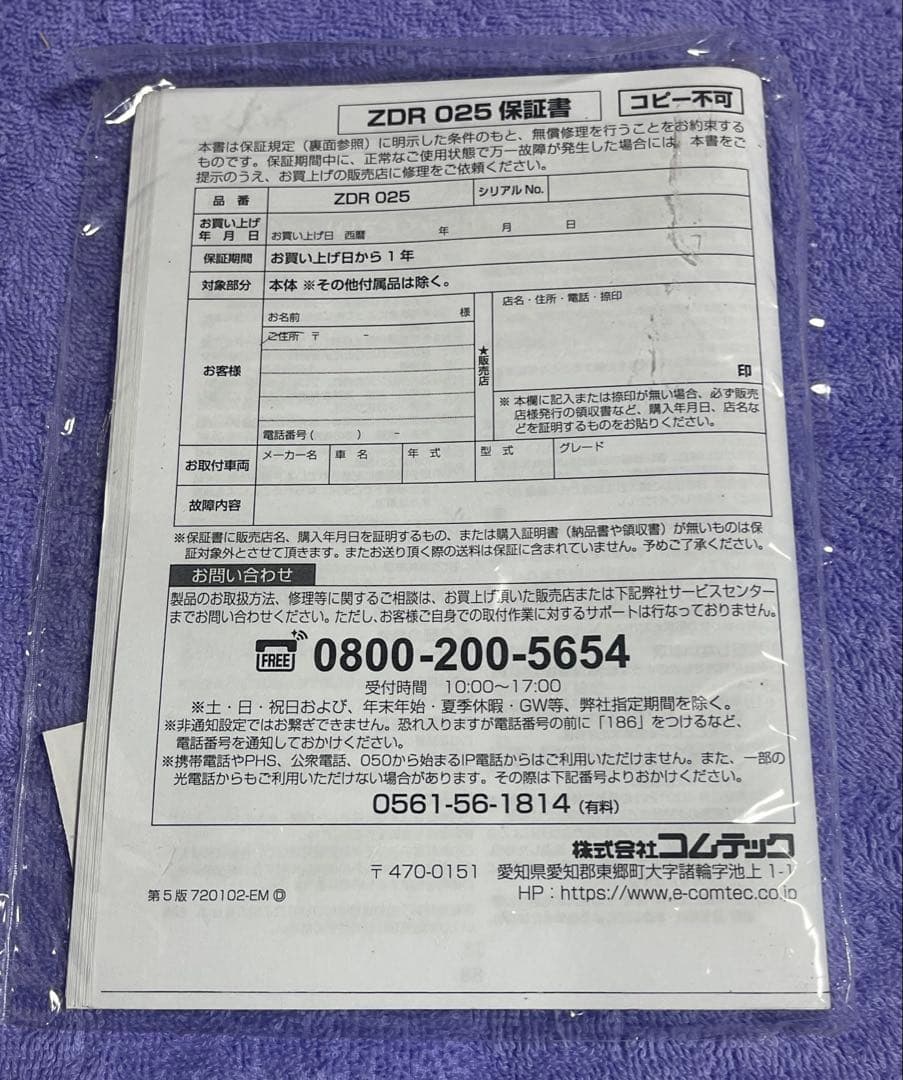 ZDR 025 保証書 コピー不可
本書は保証規定（裏面参照）に明示した条件のもと、無償修理を行うことをお約束する
ものです。保証期間中に、正常なご使用状態で万一故障が発生した場合には、本書をご
提示のうえ、お買上げの販売店に修理をご依頼ください。
品番 ZDR 025 シリアルNo.
お買い上げ
年月日 お買い上げ日 西暦 年 月 日
保証期間 お買い上げ日から1年
対象部分 本体 ※その他付属品は除く。
お客様
お名前 様
ご住所 〒 －
電話番号( ) －
★販売店
店名・住所・電話・捺印
印
※本欄に記入または捺印が無い場合、必ず販売
店様発行の領収書など、購入年月日、店名な
どを証明するものをお貼りください。
お取付車両 メーカー名 車名 年式 型式 グレード
故障内容
※保証書に販売店名、購入年月日を証明するもの、または購入証明書（納品書や領収書）が無いものは保
証対象外とさせて頂きます。またお送り頂く際の送料は保証に含まれていません。予めご了承ください。
お問い合わせ
製品のお取扱方法、修理等に関するご相談は、お買上げ頂いた販売店または下記弊社サービスセンター
までお問い合わせください。ただし、お客様ご自身での取付作業に対するサポートは行なっておりません。
FREE 0800-200-5654
受付時間 10:00～17:00
※土・日・祝日および、年末年始・夏季休暇・GW等、弊社指定期間を除く。
※非通知設定ではお繋ぎできません。恐れ入りますが電話番号の前に「186」をつけるなど、
電話番号を通知しておかけください。
※携帯電話やPHS、公衆電話、050から始まるIP電話からはご利用いただけません。また、一部の
光電話からもご利用いただけない場合があります。その際は下記番号よりおかけください。
0561-56-1814（有料）
株式会社コムテック
〒470-0151 愛知県愛知郡東郷町大字諸輪字池上 1-1
第5版 720102-EM Ⓞ HP：https://www.e-comtec.co.jp